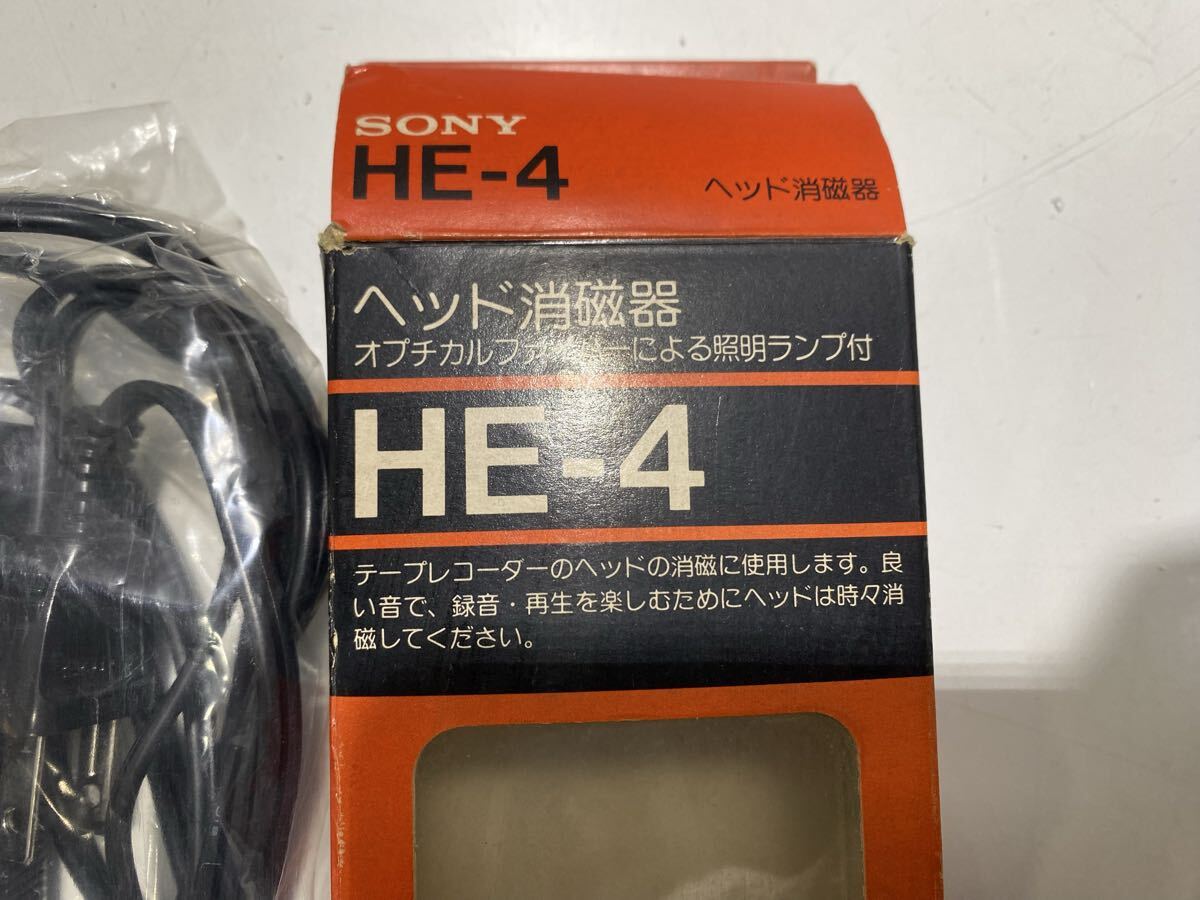 SONY
HE-4
ヘッド消磁器
ヘッド消磁器
オプチカルファイバーによる照明ランプ付
HE-4
テープレコーダーのヘッドの消磁に使用します。良
い音で、録音・再生を楽しむためにヘッドは時々消
磁してください。